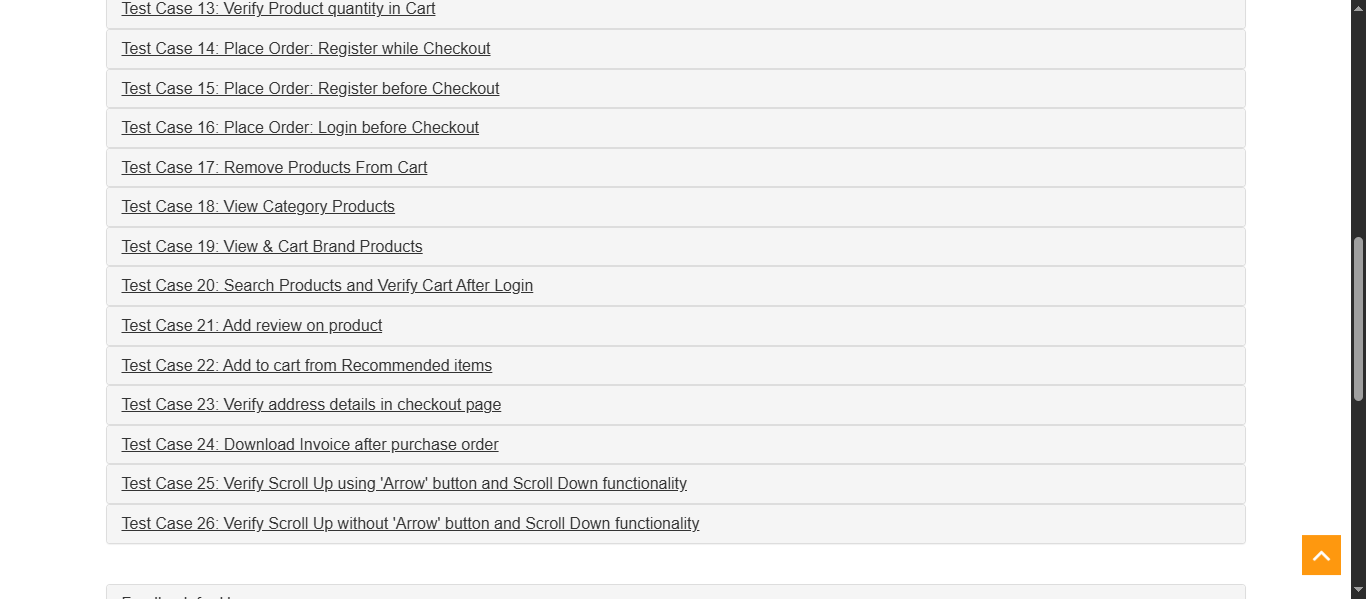 Test Case 13: Verify Product quantity in Cart
Test Case 14: Place Order: Register while Checkout
Test Case 15: Place Order: Register before Checkout
Test Case 16: Place Order: Login before Checkout
Test Case 17: Remove Products From Cart
Test Case 18: View Category Products
Test Case 19: View & Cart Brand Products
Test Case 20: Search Products and Verify Cart After Login
Test Case 21: Add review on product
Test Case 22: Add to cart from Recommended items
Test Case 23: Verify address details in checkout page
Test Case 24: Download Invoice after purchase order
Test Case 25: Verify Scroll Up using 'Arrow' button and Scroll Down functionality
Test Case 26: Verify Scroll Up without 'Arrow' button and Scroll Down functionality